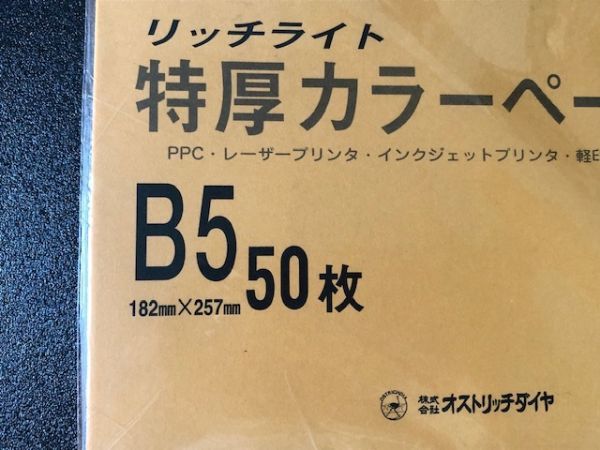 リッチライト
特厚カラーペー
PPC・レーザープリンタ・インクジェットプリンタ・軽印
B5 50枚
182mm×257mm
株式会社オストリッチダイヤ